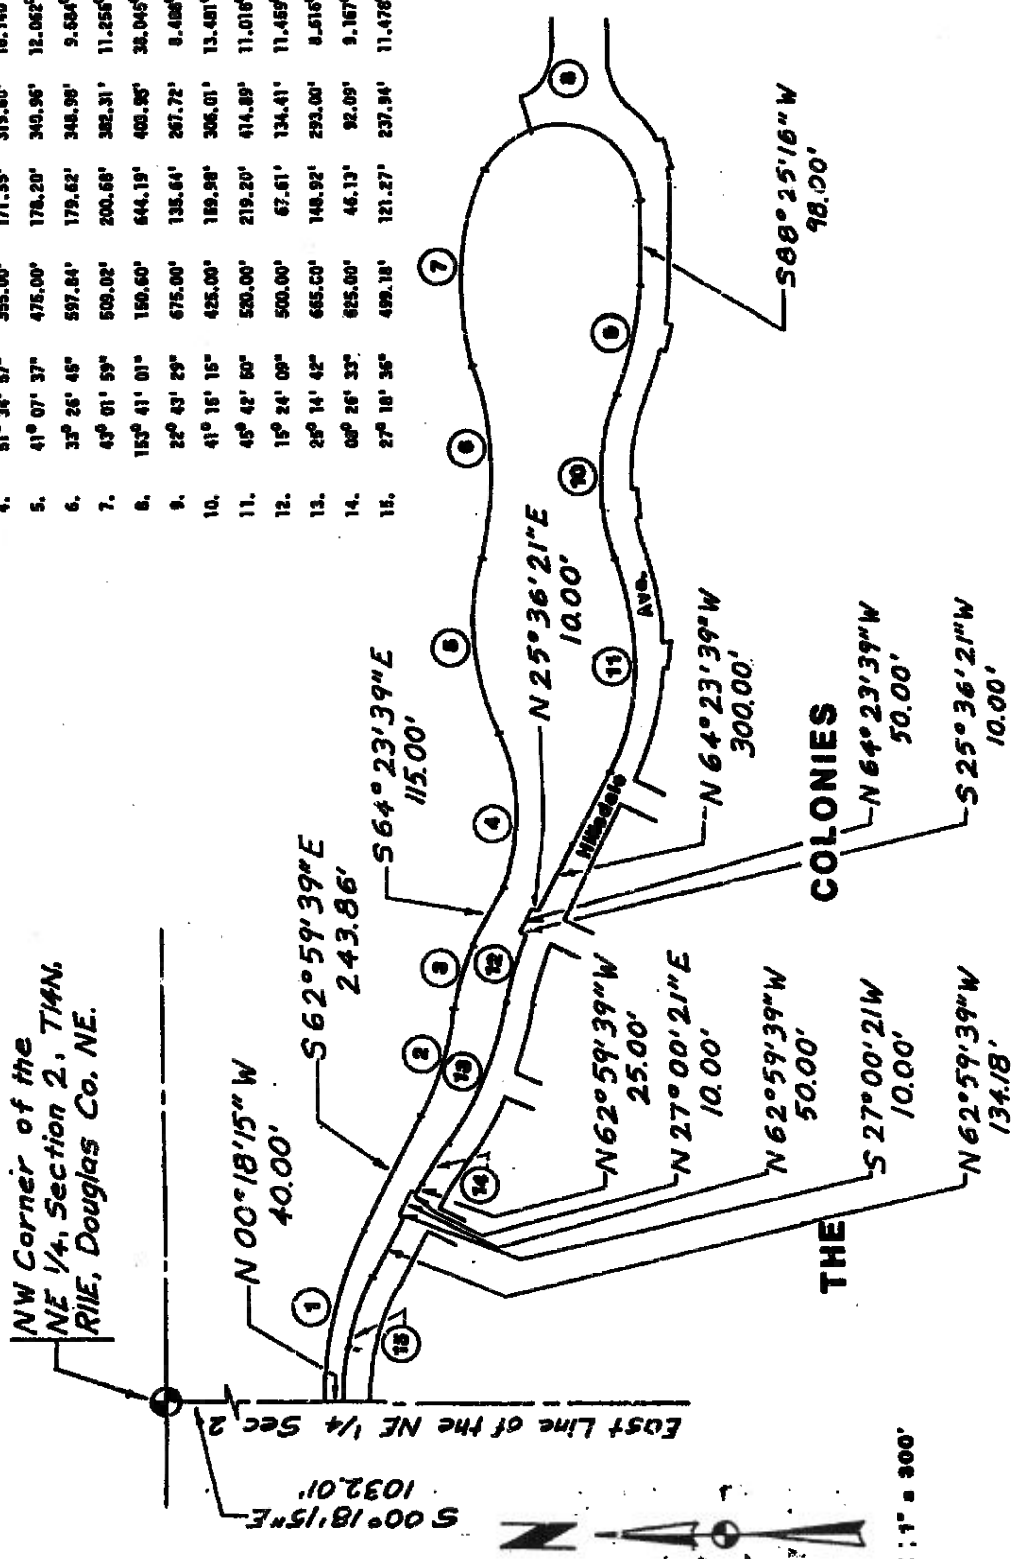 4.
5. 41° 07' 37" 475.00' 178.20' 340.96' 12.062°
6. 33° 26' 45" 597.84' 179.62' 348.98' 9.584°
7. 43° 01' 59" 509.02' 200.66' 382.31' 11.256°
8. 153° 41' 01" 150.60' 644.19' 403.95' 38.045°
9. 22° 43' 29" 675.00' 135.64' 267.72' 8.488°
10. 41° 15' 15" 425.00' 159.98' 306.01' 13.481°
11. 45° 42' 50" 520.00' 219.20' 414.89' 11.018°
12. 15° 24' 09" 500.00' 67.61' 134.41' 11.459°
13. 25° 14' 42" 665.00' 148.92' 293.00' 8.616°
14. 08° 26' 33" 625.00' 46.13' 92.09' 9.167°
15. 27° 18' 36" 499.18' 121.27' 237.94' 11.478°
NW Corner of the
NE 1/4, Section 2, T14N,
R11E, Douglas Co. NE.
S 00°18'15"E
1032.01'
East Line of the NE 1/4 Sec 2
N 00°18'15"W
40.00'
S 62°59'39"E
243.86'
S 64°23'39"E
115.00'
N 25°36'21"E
10.00'
S88°25'16"W
98.00'
1
2
3
4
5
6
7
8
9
10
11
12
13
14
15
Hillsdale
Ave.
N 64°23'39"W
300.00'
N 64°23'39"W
50.00'
S 25°36'21"W
10.00'
N62°59'39"W
25.00'
N 27°00'21"E
10.00'
N 62°59'39"W
50.00'
S 27°00'21W
10.00'
N 62°59'39"W
134.18'
THE
COLONIES
N
: 1" = 300'